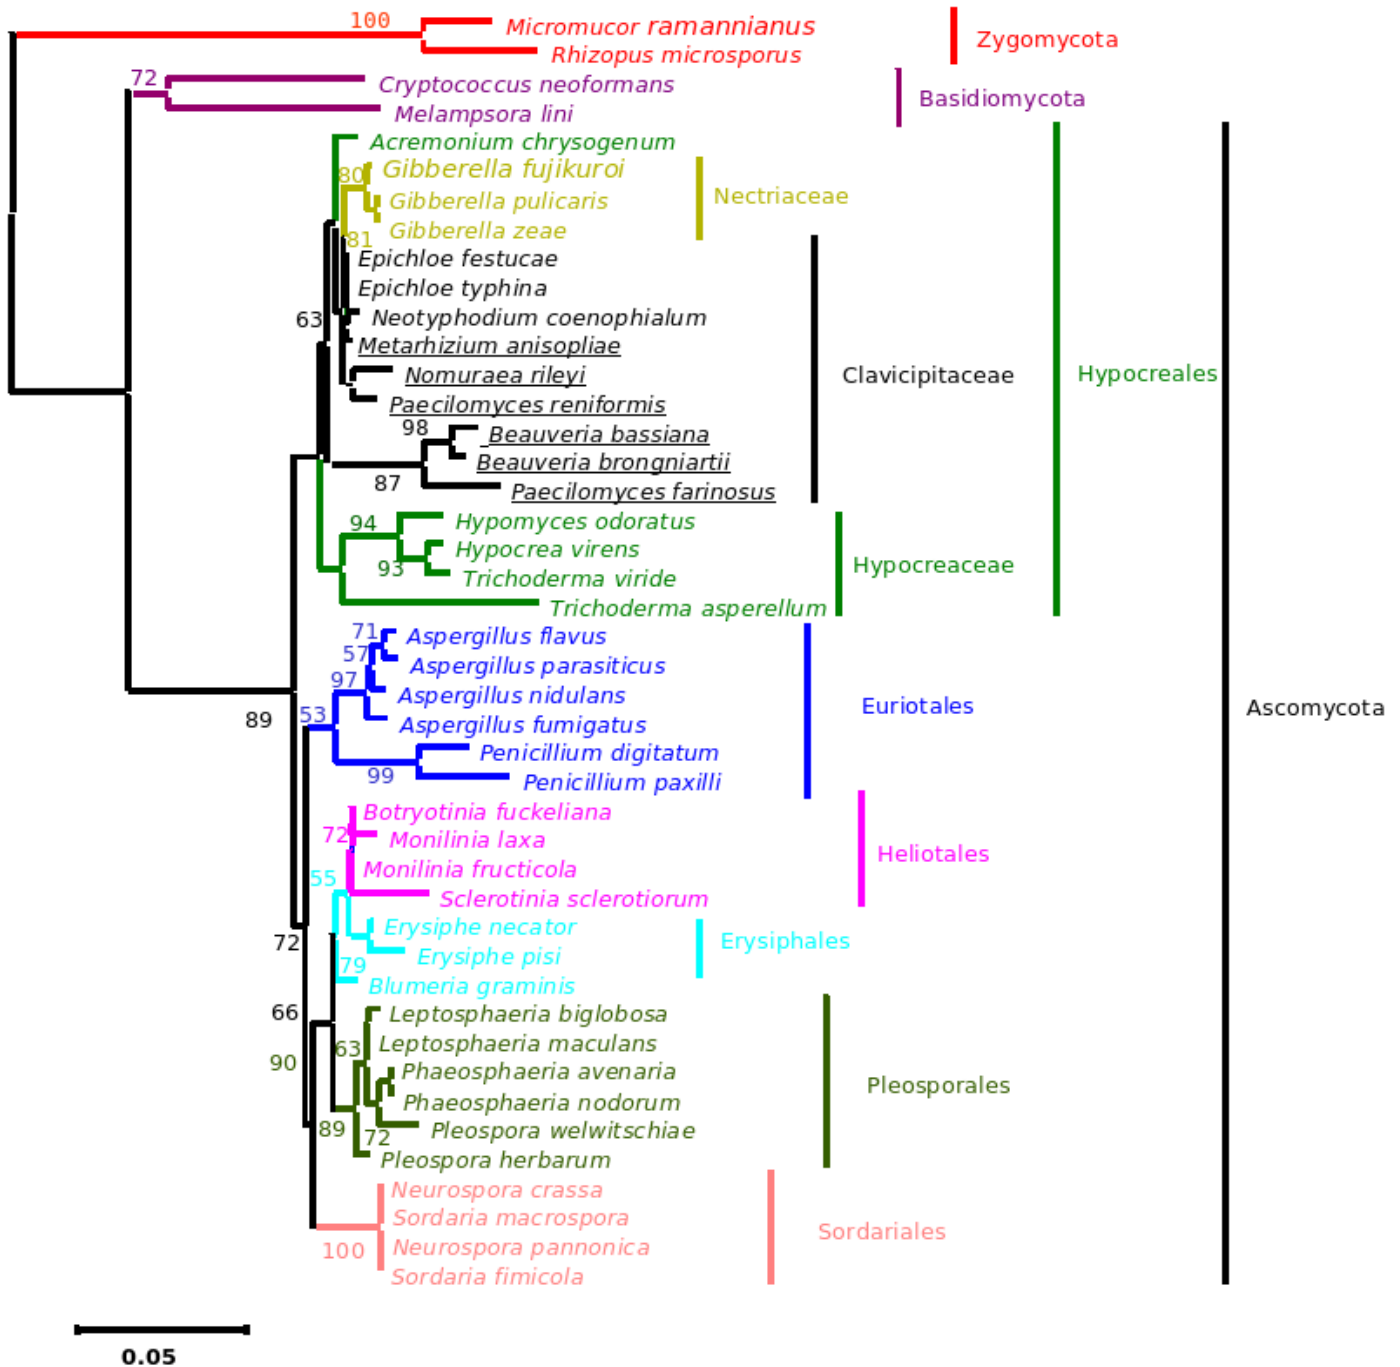 100
Micromucor ramannianus
Zygomycota
Rhizopus microsporus
72
Cryptococcus neoformans
Basidiomycota
Melampsora lini
Acremonium chrysogenum
80
Gibberella fujikuroi
Gibberella pulicaris
Nectriaceae
81
Gibberella zeae
Epichloe festucae
Epichloe typhina
63
Neotyphodium coenophialum
Metarhizium anisopliae
Nomuraea rileyi
Clavicipitaceae
Hypocreales
Paecilomyces reniformis
98
Beauveria bassiana
Beauveria brongniartii
87
Paecilomyces farinosus
94
Hypomyces odoratus
Hypocrea virens
Hypocreaceae
93
Trichoderma viride
Trichoderma asperellum
71
Aspergillus flavus
57
Aspergillus parasiticus
97
Aspergillus nidulans
Euriotales
Ascomycota
89
53
Aspergillus fumigatus
Penicillium digitatum
99
Penicillium paxilli
Botryotinia fuckeliana
72
Monilinia laxa
Heliotales
Monilinia fructicola
55
Sclerotinia sclerotiorum
Erysiphe necator
72
Erysiphales
Erysiphe pisi
79
Blumeria graminis
66
Leptosphaeria biglobosa
63
Leptosphaeria maculans
90
Phaeosphaeria avenaria
Pleosporales
Phaeosphaeria nodorum
89
72
Pleospora welwitschiae
Pleospora herbarum
Neurospora crassa
Sordaria macrospora
Sordariales
100
Neurospora pannonica
Sordaria fimicola
0.05